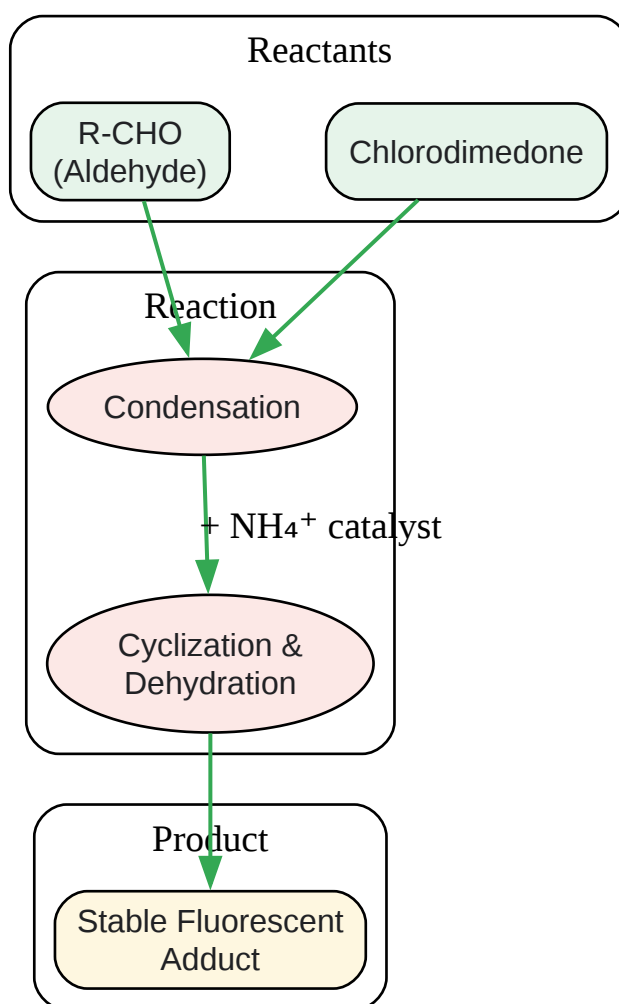 Reactants
R-CHO
(Aldehyde)
Chlorodimedone
Reaction
Condensation
+ NH₄⁺ catalyst
Cyclization &
Dehydration
Product
Stable Fluorescent
Adduct